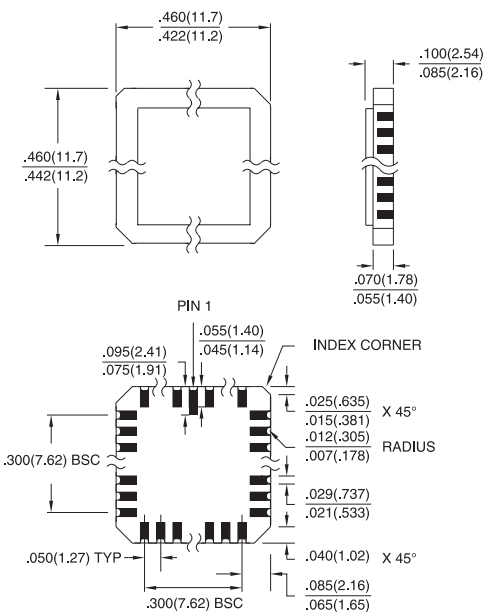 .460(11.7)
.422(11.2)
.100(2.54)
.085(2.16)
.460(11.7)
.442(11.2)
.070(1.78)
.055(1.40)
PIN 1
.055(1.40)
.045(1.14)
INDEX CORNER
.095(2.41)
.075(1.91)
.025(.635)
.015(.381)
X 45°
.012(.305)
.007(.178)
RADIUS
.300(7.62) BSC
.029(.737)
.021(.533)
.050(1.27) TYP
.040(1.02) X 45°
.085(2.16)
.065(1.65)
.300(7.62) BSC